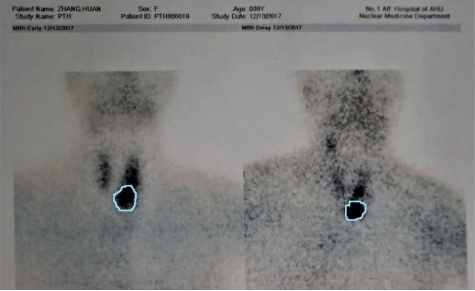 Patient Name: ZHANG HUAN Sex: F Age: 039Y No.1 Aff. Hospital of AHU
Study Name: PTH Patient ID: PTH000019 Study Date: 12/13/2017 Nuclear Medicine Department
MIBI-Early 12/13/2017 MIBI-Delay 12/13/2017